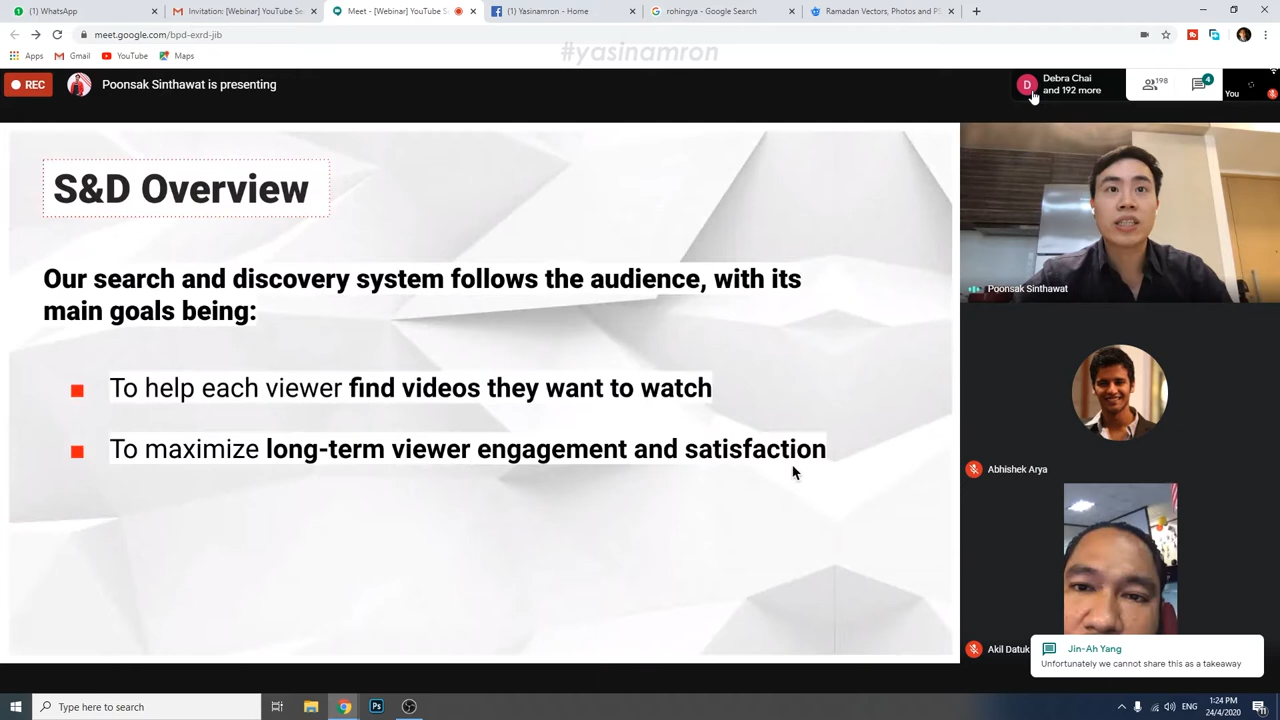 (1) WhatsApp
Invitation: [Webinar] YouTube Se
Meet - [Webinar] YouTube S
(1) Yasinamron - Home
rohingya - Google Search
Ramadan Vectors, Photos and PS
meet.google.com/bpd-exrd-jib
Apps
Gmail
YouTube
Maps
#yasinamron
REC
Poonsak Sinthawat is presenting
D
Debra Chai
and 192 more
198
4
You
S&D Overview
Our search and discovery system follows the audience, with its
main goals being:
To help each viewer find videos they want to watch
To maximize long-term viewer engagement and satisfaction
Poonsak Sinthawat
Abhishek Arya
Akil Datuk
Jin-Ah Yang
Unfortunately we cannot share this as a takeaway
Type here to search
Ps
ENG
1:24 PM
24/4/2020